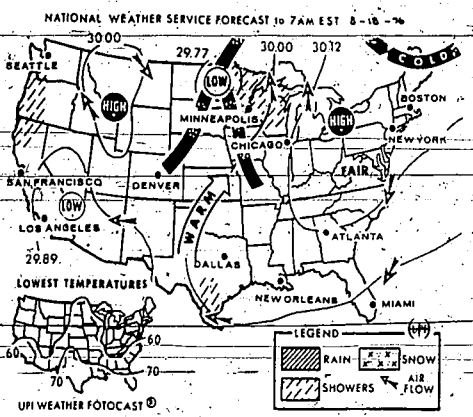 NATIONAL WEATHER SERVICE FORECAST to 7AM EST 8-18-76
30.00
29.77
30.00
30.12
COLD
SEATTLE
LOW
HIGH
MINNEAPOLIS
HIGH
BOSTON
CHICAGO
NEW YORK
FAIR
SAN FRANCISCO
DENVER
LOW
WARM
LOS ANGELES
ATLANTA
29.89
DALLAS
LOWEST TEMPERATURES
NEW ORLEANS
MIAMI
LEGEND
RAIN
SNOW
SHOWERS
AIR FLOW
60
60
70
70
UPI WEATHER FOTOCAST